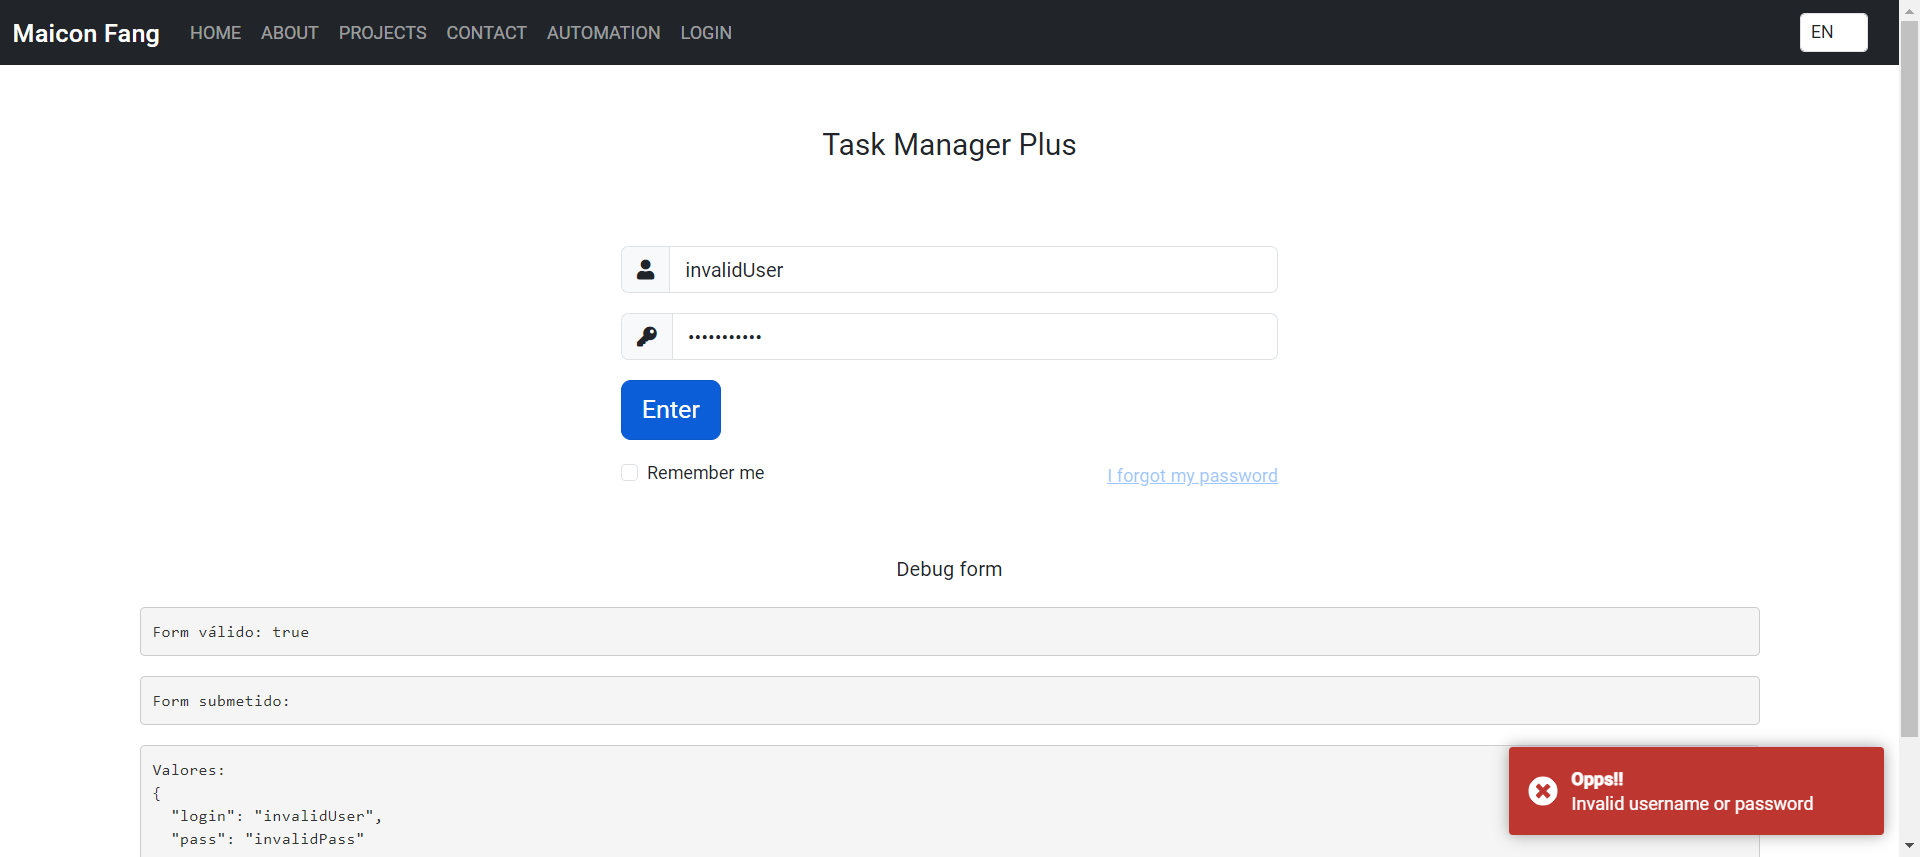 Maicon Fang HOME ABOUT PROJECTS CONTACT AUTOMATION LOGIN EN
Task Manager Plus
invalidUser
•••••••••••
Enter
Remember me I forgot my password
Debug form
Form válido: true
Form submetido:
Valores:
{
"login": "invalidUser",
"pass": "invalidPass"
Opps!!
Invalid username or password